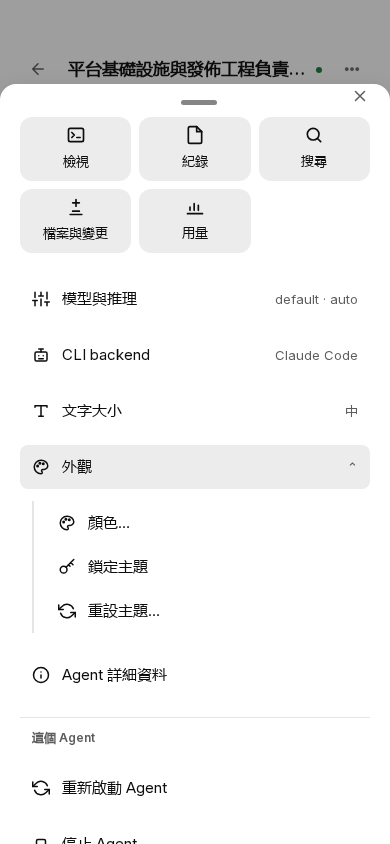 平台基礎設施與發佈工程負責…
檢視
紀錄
搜尋
檔案與變更
用量
模型與推理
default · auto
CLI backend
Claude Code
文字大小
中
外觀
顏色...
鎖定主題
重設主題...
Agent 詳細資料
這個 Agent
重新啟動 Agent
停止 Agent